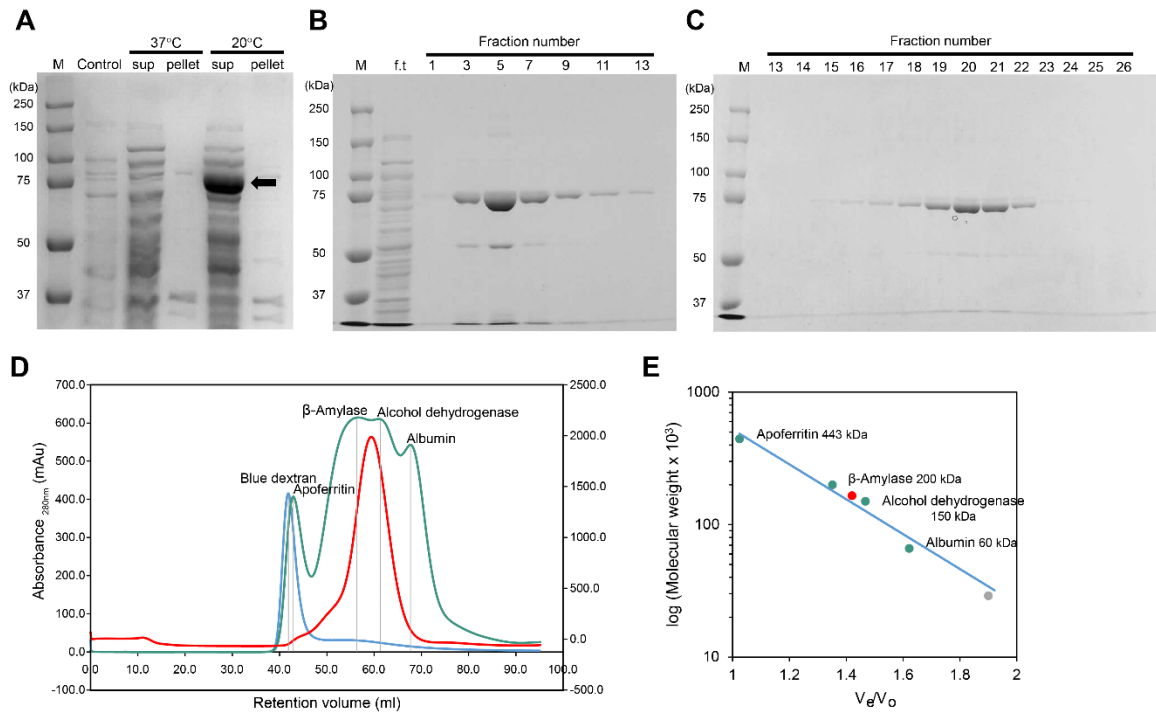 A
37°C 20°C
M Control sup pellet sup pellet
(kDa)
250
150
100
75
50
37
B
Fraction number
M f.t 1 3 5 7 9 11 13
(kDa)
250
150
100
75
50
37
C
Fraction number
M 13 14 15 16 17 18 19 20 21 22 23 24 25 26
(kDa)
250
150
100
75
50
37
D
Absorbance 280nm (mAu)
700.0
600.0
500.0
400.0
300.0
200.0
100.0
0.0
-100.0
2500.0
2000.0
1500.0
1000.0
500.0
0.0
-500.0
β-Amylase
Alcohol dehydrogenase
Albumin
Blue dextran
Apoferritin
0.0 10.0 20.0 30.0 40.0 50.0 60.0 70.0 80.0 90.0 100.0
Retention volume (ml)
E
log (Molecular weight x 10³)
1000
100
10
Apoferritin 443 kDa
β-Amylase 200 kDa
Alcohol dehydrogenase
150 kDa
Albumin 60 kDa
1 1.2 1.4 1.6 1.8 2
Ve/Vo